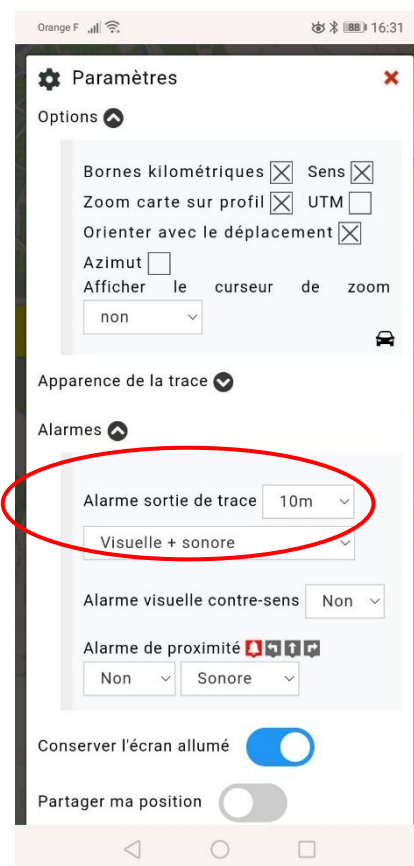 Orange F 88 16:31
Paramètres
Options
Bornes kilométriques Sens
Zoom carte sur profil UTM
Orienter avec le déplacement
Azimut
Afficher le curseur de zoom
non
Apparence de la trace
Alarmes
Alarme sortie de trace 10m
Visuelle + sonore
Alarme visuelle contre-sens Non
Alarme de proximité
Non Sonore
Conserver l'écran allumé
Partager ma position